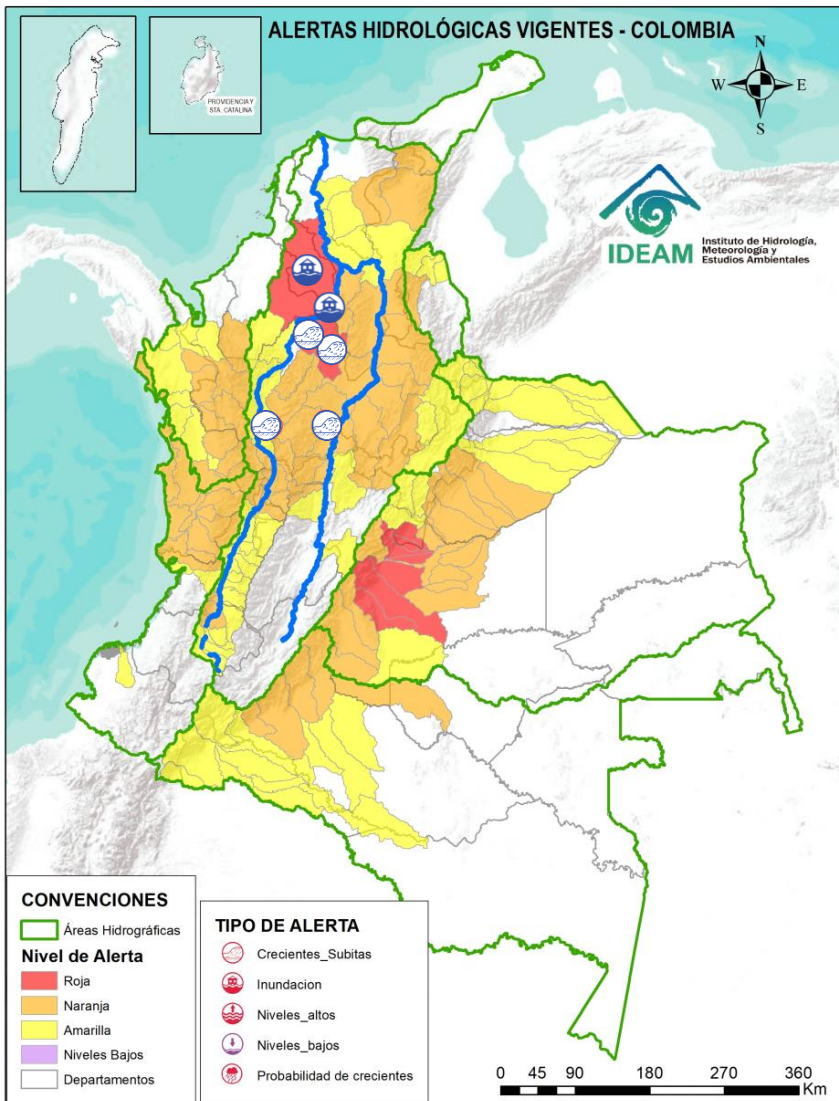 ALERTAS HIDROLÓGICAS VIGENTES - COLOMBIA
PROVIDENCIA Y
STA. CATALINA
N
W E
S
IDEAM
Instituto de Hidrología,
Meteorología y
Estudios Ambientales
CONVENCIONES
Áreas Hidrográficas
Nivel de Alerta
Roja
Naranja
Amarilla
Niveles Bajos
Departamentos
TIPO DE ALERTA
Crecientes_Subitas
Inundacion
Niveles_altos
Niveles_bajos
Probabilidad de crecientes
0 45 90 180 270 360
Km